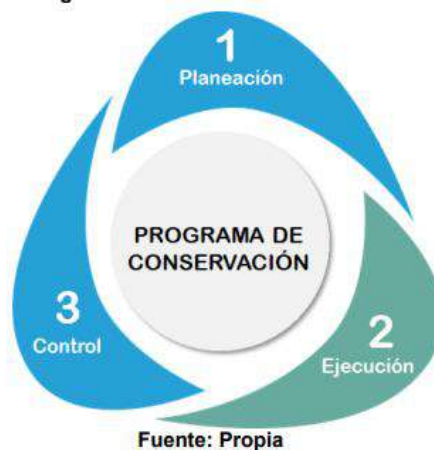 1
Planeación
PROGRAMA DE
CONSERVACIÓN
3
Control
2
Ejecución
Fuente: Propia